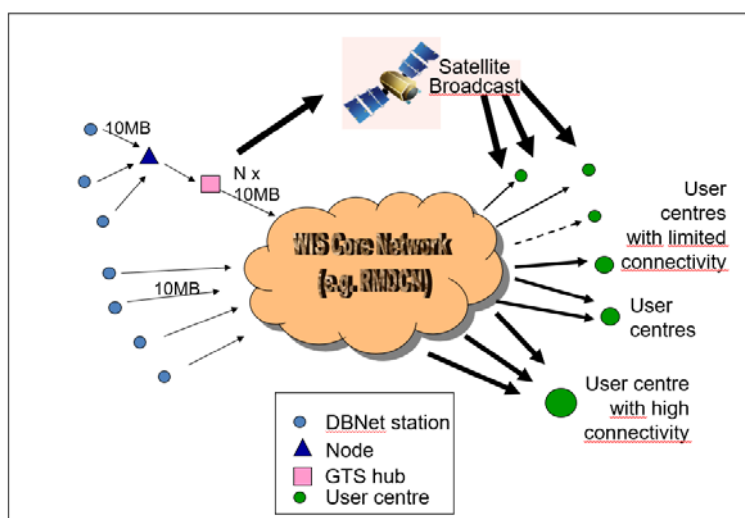 Satellite
Broadcast
10MB
N x
10MB
WIS Core Network
(e.g. RMDCN)
10MB
User
centres
with limited
connectivity
User
centres
User centre
with high
connectivity
DBNet station
Node
GTS hub
User centre